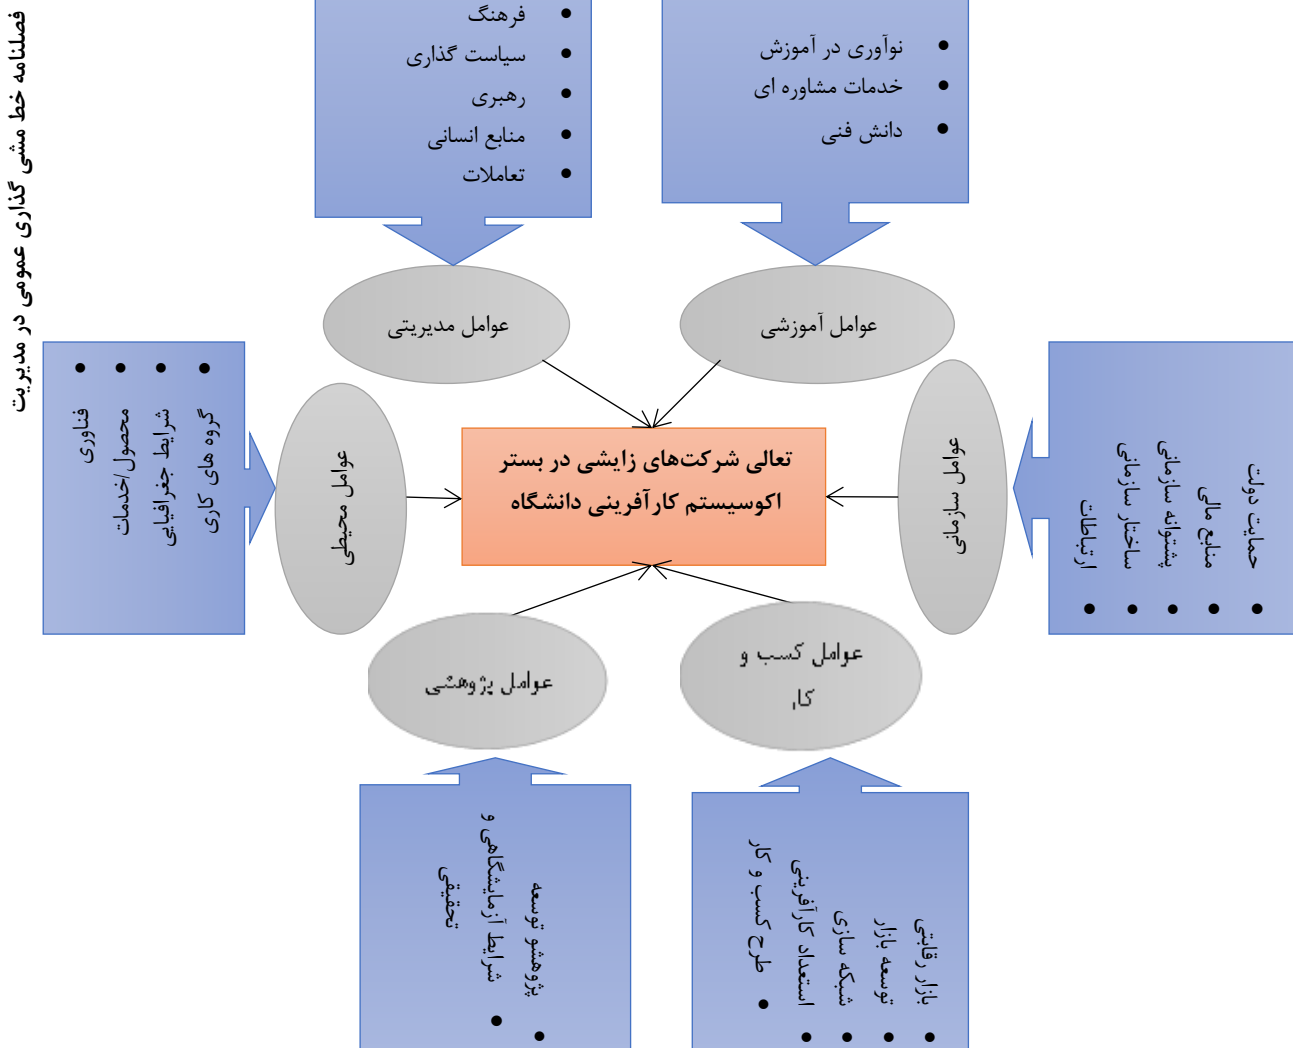 فصلنامه خط مشی گذاری عمومی در مدیریت
فرهنگ
سیاست گذاری
رهبری
منابع انسانی
تعاملات
نوآوری در آموزش
خدمات مشاوره ای
دانش فنی
عوامل مدیریتی
عوامل آموزشی
گروه های کاری
شرایط جغرافیایی
محصول/خدمات
فناوری
عوامل محیطی
تعالی شرکت‌های زایشی در بستر
اکوسیستم کارآفرینی دانشگاه
عوامل سازمانی
حمایت دولت
منابع مالی
پشتوانه سازمانی
ساختار سازمانی
ارتباطات
عوامل پژوهشی
عوامل کسب و
کار
پژوهشو توسعه
شرایط آزمایشگاهی و
تحقیقی
بازار رقابتی
توسعه بازار
شبکه سازی
استعداد کارآفرینی
طرح کسب و کار